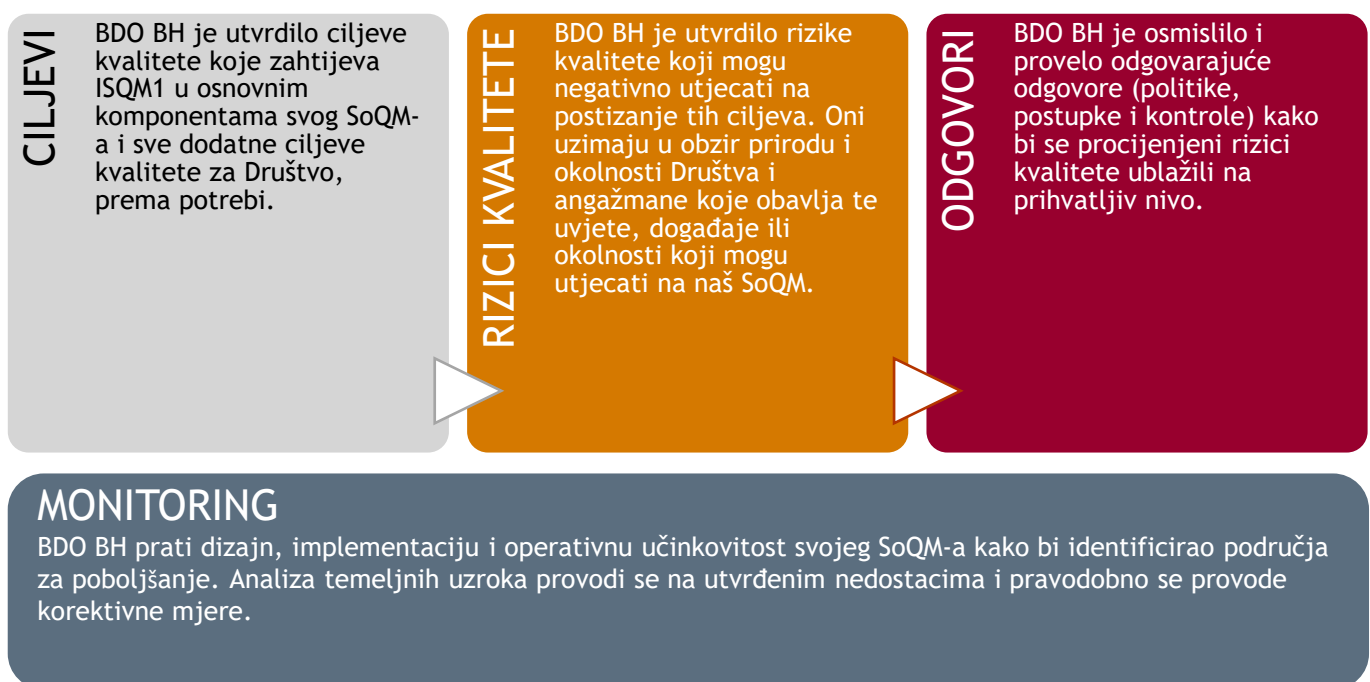 CILJEVI
BDO BH je utvrdilo ciljeve
kvalitete koje zahtijeva
ISQM1 u osnovnim
komponentama svog SoQM-
a i sve dodatne ciljeve
kvalitete za Društvo,
prema potrebi.
RIZICI KVALITETE
BDO BH je utvrdilo rizike
kvalitete koji mogu
negativno utjecati na
postizanje tih ciljeva. Oni
uzimaju u obzir prirodu i
okolnosti Društva i
angažmane koje obavlja te
uvjete, događaje ili
okolnosti koji mogu
utjecati na naš SoQM.
ODGOVORI
BDO BH je osmislilo i
provelo odgovarajuće
odgovore (politike,
postupke i kontrole) kako
bi se procijenjeni rizici
kvalitete ublažili na
prihvatljiv nivo.
MONITORING
BDO BH prati dizajn, implementaciju i operativnu učinkovitost svojeg SoQM-a kako bi identificirao područja
za poboljšanje. Analiza temeljnih uzroka provodi se na utvrđenim nedostacima i pravodobno se provode
korektivne mjere.